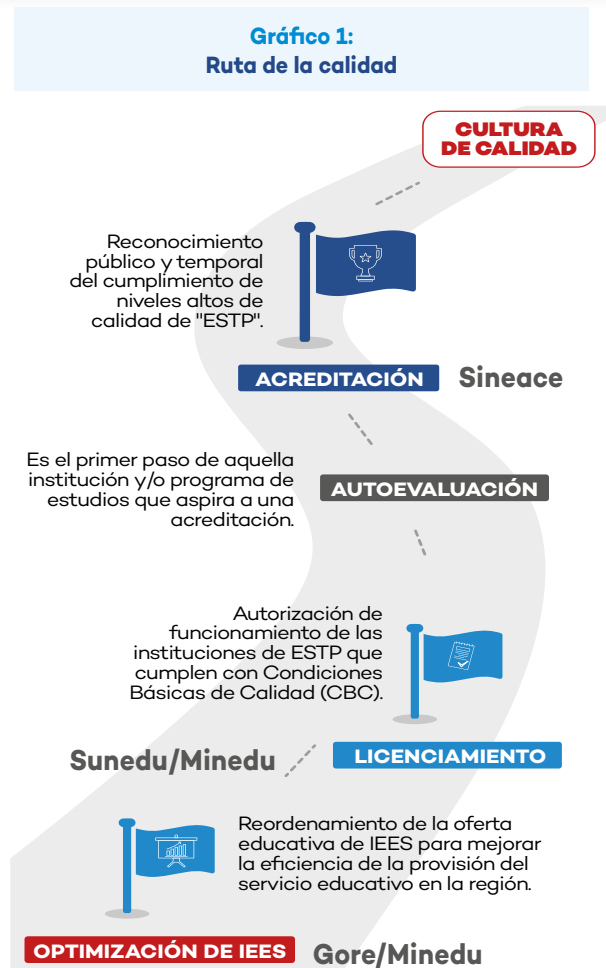 Gráfico 1:
Ruta de la calidad
CULTURA
DE CALIDAD
Reconocimiento
público y temporal
del cumplimiento de
niveles altos de
calidad de "ESTP".
ACREDITACIÓN
Sineace
Es el primer paso de aquella
institución y/o programa de
estudios que aspira a una
acreditación.
AUTOEVALUACIÓN
Autorización de
funcionamiento de las
instituciones de ESTP que
cumplen con Condiciones
Básicas de Calidad (CBC).
Sunedu/Minedu
LICENCIAMIENTO
Reordenamiento de la oferta
educativa de IEES para mejorar
la eficiencia de la provisión del
servicio educativo en la región.
OPTIMIZACIÓN DE IEES
Gore/Minedu